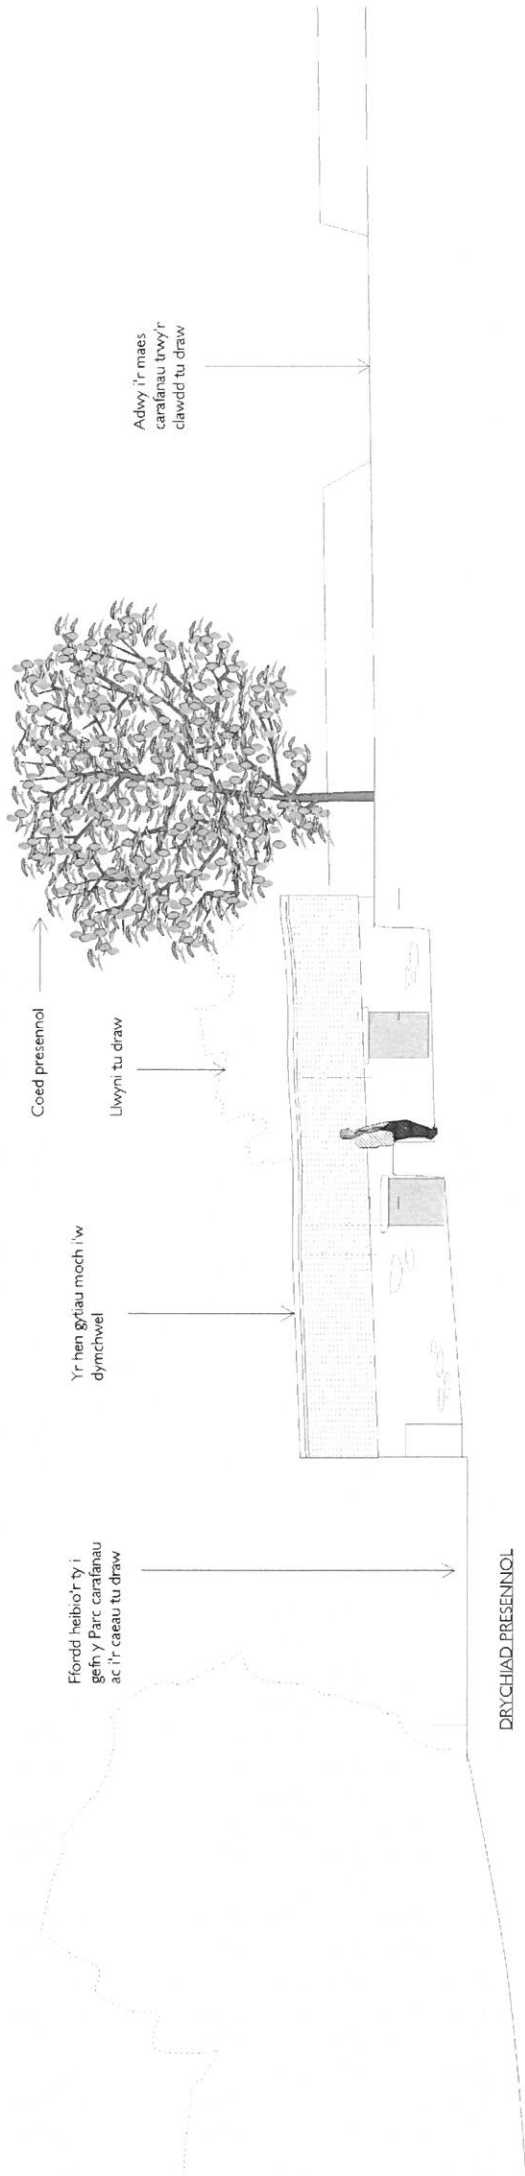 Ffordd heibio'r ty i
gefn y Parc carafanau
ac i'r caeau tu draw
Yr hen gytiau moch i'w
dymchwel
Coed presennol
Llwyni tu draw
Adwy i'r maes
carafanau trwy'r
clawdd tu draw
DRYCHIAD PRESENNOL